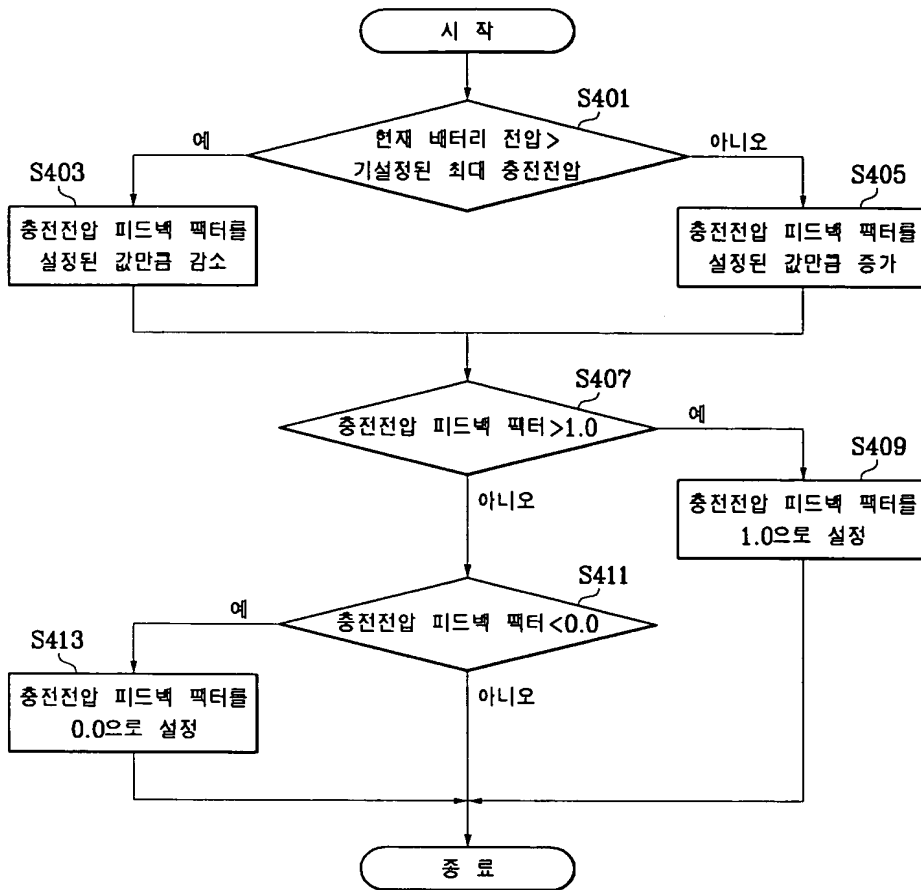 시 작
S401
현재 배터리 전압>
기설정된 최대 충전전압
예
아니오
S403
충전전압 피드백 팩터를
설정된 값만큼 감소
S405
충전전압 피드백 팩터를
설정된 값만큼 증가
S407
충전전압 피드백 팩터>1.0
예
아니오
S409
충전전압 피드백 팩터를
1.0으로 설정
S411
충전전압 피드백 팩터<0.0
예
아니오
S413
충전전압 피드백 팩터를
0.0으로 설정
종 료